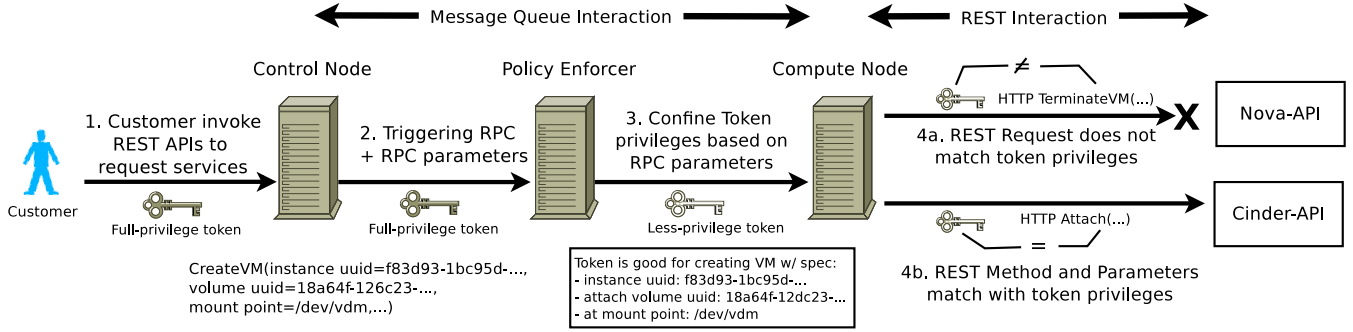 Message Queue Interaction
REST Interaction
Control Node
Policy Enforcer
Compute Node
≠
HTTP TerminateVM(...)
X
Nova-API
1. Customer invoke
REST APIs to
request services
2. Triggering RPC
+ RPC parameters
3. Confine Token
privileges based on
RPC parameters
4a. REST Request does not
match token privileges
Customer
Full-privilege token
Full-privilege token
Less-privilege token
HTTP Attach(...)
=
Cinder-API
CreateVM(instance uuid=f83d93-1bc95d-...,
volume uuid=18a64f-126c23-...,
mount point=/dev/vdm,...)
Token is good for creating VM w/ spec:
- instance uuid: f83d93-1bc95d-...
- attach volume uuid: 18a64f-12dc23-...
- at mount point: /dev/vdm
4b. REST Method and Parameters
match with token privileges